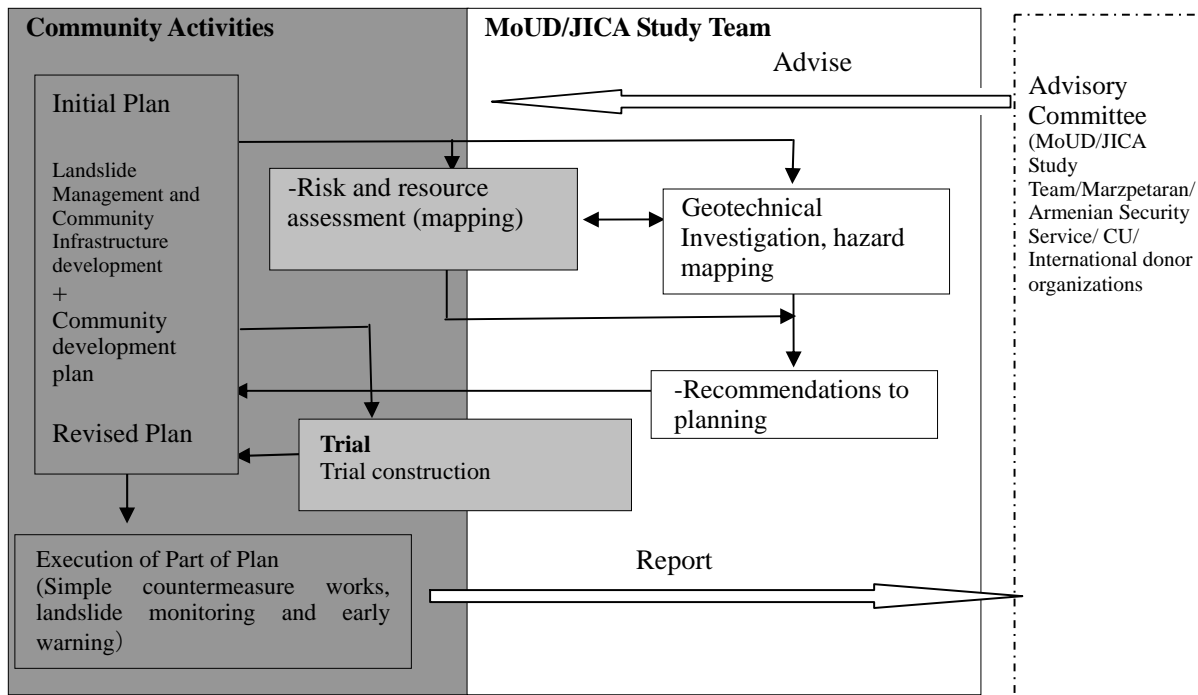 Community Activities
MoUD/JICA Study Team
Advise
Initial Plan
Landslide
Management and
Community
Infrastructure
development
+
Community
development
plan
Revised Plan
-Risk and resource
assessment (mapping)
Geotechnical
Investigation, hazard
mapping
-Recommendations to
planning
Trial
Trial construction
Execution of Part of Plan
(Simple countermeasure works,
landslide monitoring and early
warning)
Report
Advisory
Committee
(MoUD/JICA
Study
Team/Marzpetaran/
Armenian Security
Service/ CU/
International donor
organizations